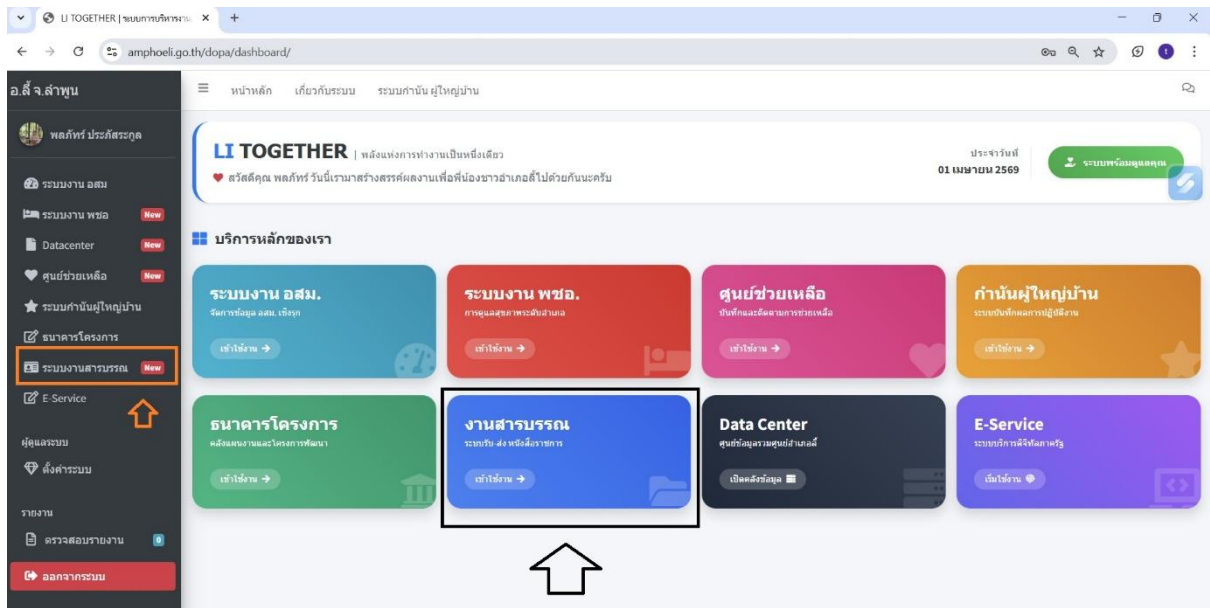 LI TOGETHER | ระบบการบริหารงาน
amphoeli.go.th/dopa/dashboard/
t
อ.ลี้ จ.ลำพูน
หน้าหลัก เกี่ยวกับระบบ ระบบกำนัน ผู้ใหญ่บ้าน
พลภัทร์ ประภัสระกูล
ระบบงาน อสม
ระบบงาน พชอ New
Datacenter New
ศูนย์ช่วยเหลือ New
ระบบกำนันผู้ใหญ่บ้าน
ธนาคารโครงการ
ระบบงานสารบรรณ New
E-Service
ผู้ดูแลระบบ
ตั้งค่าระบบ
รายงาน
ตรวจสอบรายงาน 0
ออกจากระบบ
LI TOGETHER | พลังแห่งการทำงานเป็นหนึ่งเดียว
สวัสดีคุณ พลภัทร์ วันนี้เรามาสร้างสรรค์ผลงานเพื่อพี่น้องชาวอำเภอลี้ไปด้วยกันนะครับ
ประจำวันที่
01 เมษายน 2569
ระบบพร้อมดูแลคุณ
บริการหลักของเรา
ระบบงาน อสม.
จัดการข้อมูล อสม. เชิงรุก
เข้าใช้งาน
ระบบงาน พชอ.
การดูแลสุขภาพระดับอำเภอ
เข้าใช้งาน
ศูนย์ช่วยเหลือ
บันทึกและติดตามการช่วยเหลือ
เข้าใช้งาน
กำนันผู้ใหญ่บ้าน
ระบบบันทึกผลการปฏิบัติงาน
เข้าใช้งาน
ธนาคารโครงการ
คลังแผนงานและโครงการพัฒนา
เข้าใช้งาน
งานสารบรรณ
ระบบรับ-ส่ง หนังสือราชการ
เข้าใช้งาน
Data Center
ศูนย์ข้อมูลรวมศูนย์อำเภอลี้
เปิดคลังข้อมูล
E-Service
ระบบบริการดิจิทัลภาครัฐ
เริ่มใช้งาน